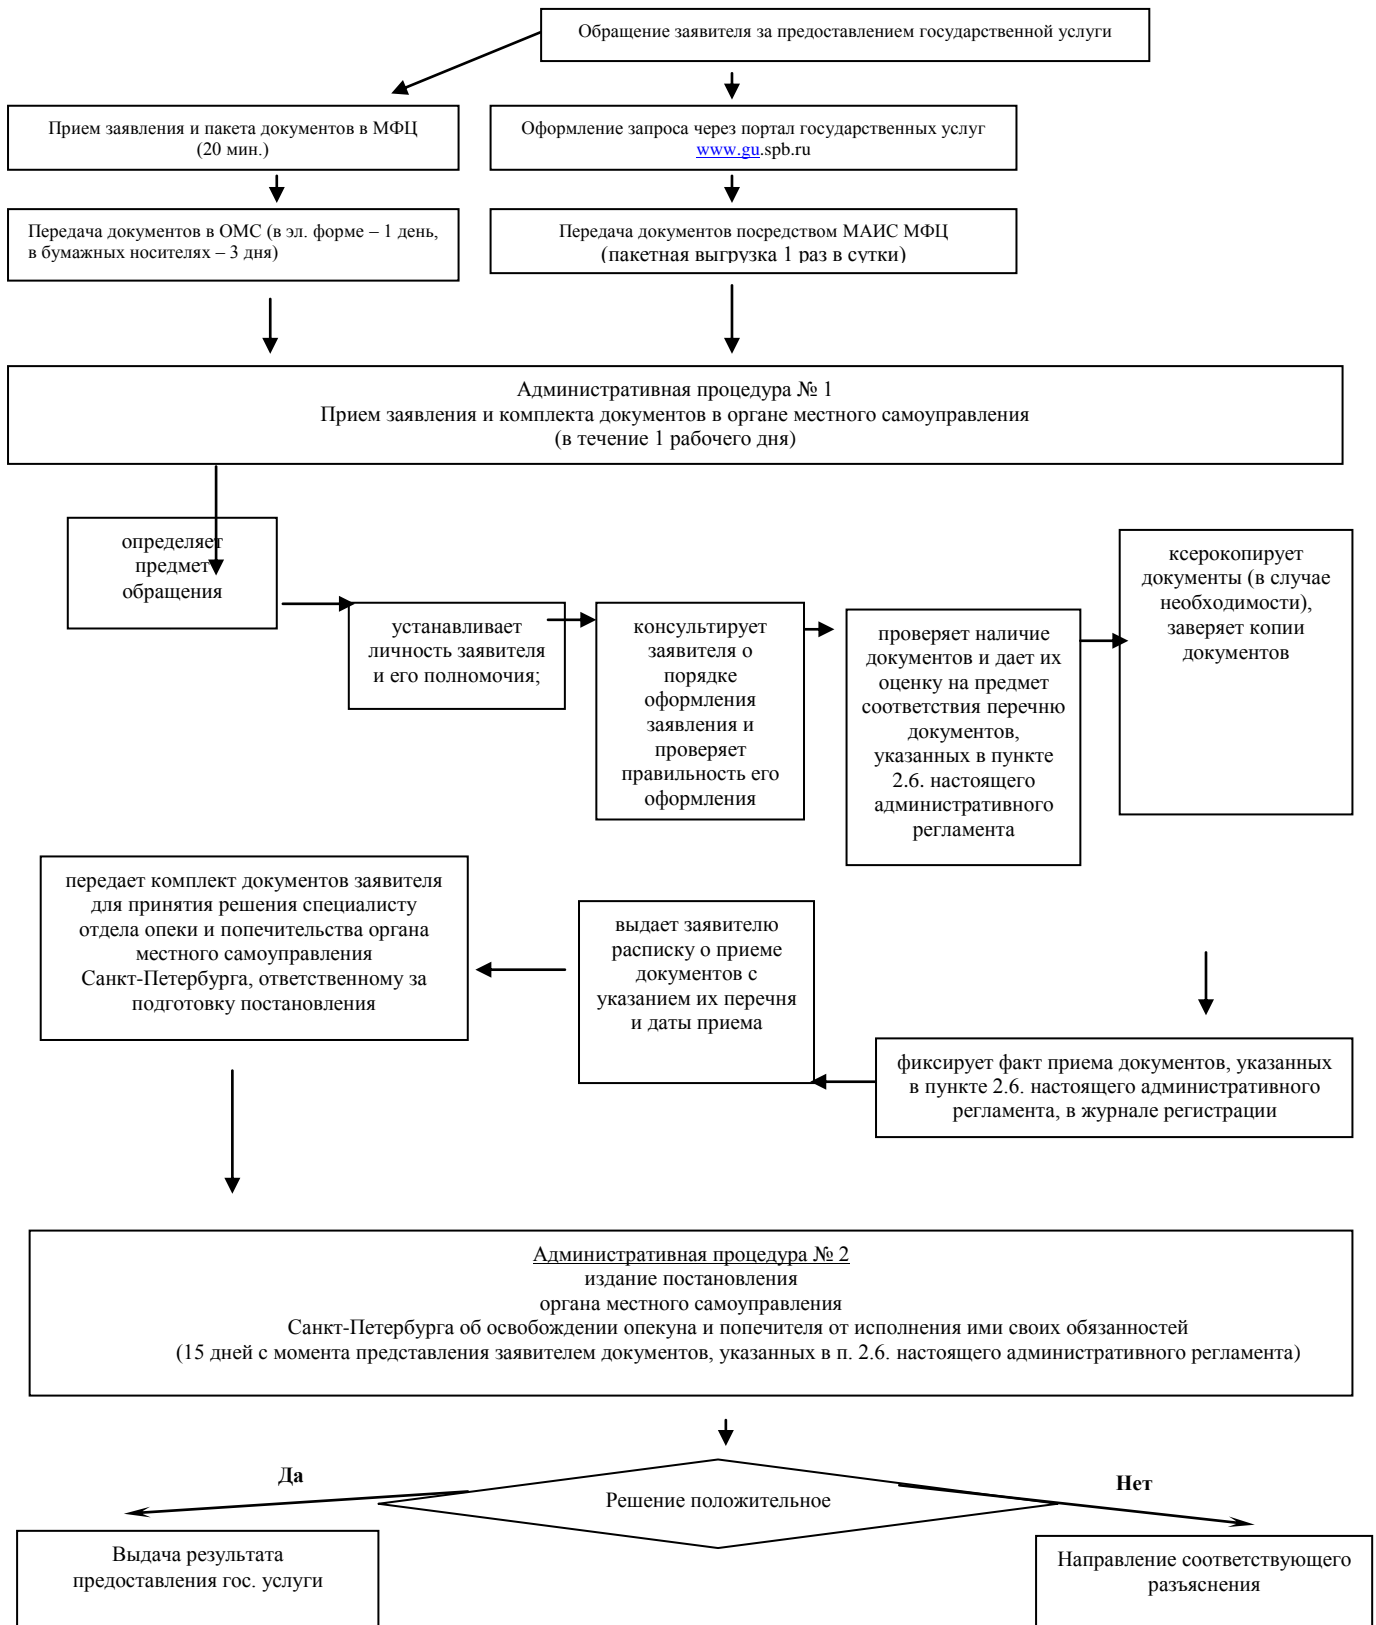 Обращение заявителя за предоставлением государственной услуги
Прием заявления и пакета документов в МФЦ
(20 мин.)
Оформление запроса через портал государственных услуг
www.gu.spb.ru
Передача документов в ОМС (в эл. форме – 1 день,
в бумажных носителях – 3 дня)
Передача документов посредством МАИС МФЦ
(пакетная выгрузка 1 раз в сутки)
Административная процедура № 1
Прием заявления и комплекта документов в органе местного самоуправления
(в течение 1 рабочего дня)
определяет
предмет
обращения
устанавливает
личность заявителя
и его полномочия;
консультирует
заявителя о
порядке
оформления
заявления и
проверяет
правильность его
оформления
проверяет наличие
документов и дает их
оценку на предмет
соответствия перечню
документов,
указанных в пункте
2.6. настоящего
административного
регламента
ксерокопирует
документы (в случае
необходимости),
заверяет копии
документов
передает комплект документов заявителя
для принятия решения специалисту
отдела опеки и попечительства органа
местного самоуправления
Санкт-Петербурга, ответственному за
подготовку постановления
выдает заявителю
расписку о приеме
документов с
указанием их перечня
и даты приема
фиксирует факт приема документов, указанных
в пункте 2.6. настоящего административного
регламента, в журнале регистрации
Административная процедура № 2
издание постановления
органа местного самоуправления
Санкт-Петербурга об освобождении опекуна и попечителя от исполнения ими своих обязанностей
(15 дней с момента представления заявителем документов, указанных в п. 2.6. настоящего административного регламента)
Да
Решение положительное
Нет
Выдача результата
предоставления гос. услуги
Направление соответствующего
разъяснения